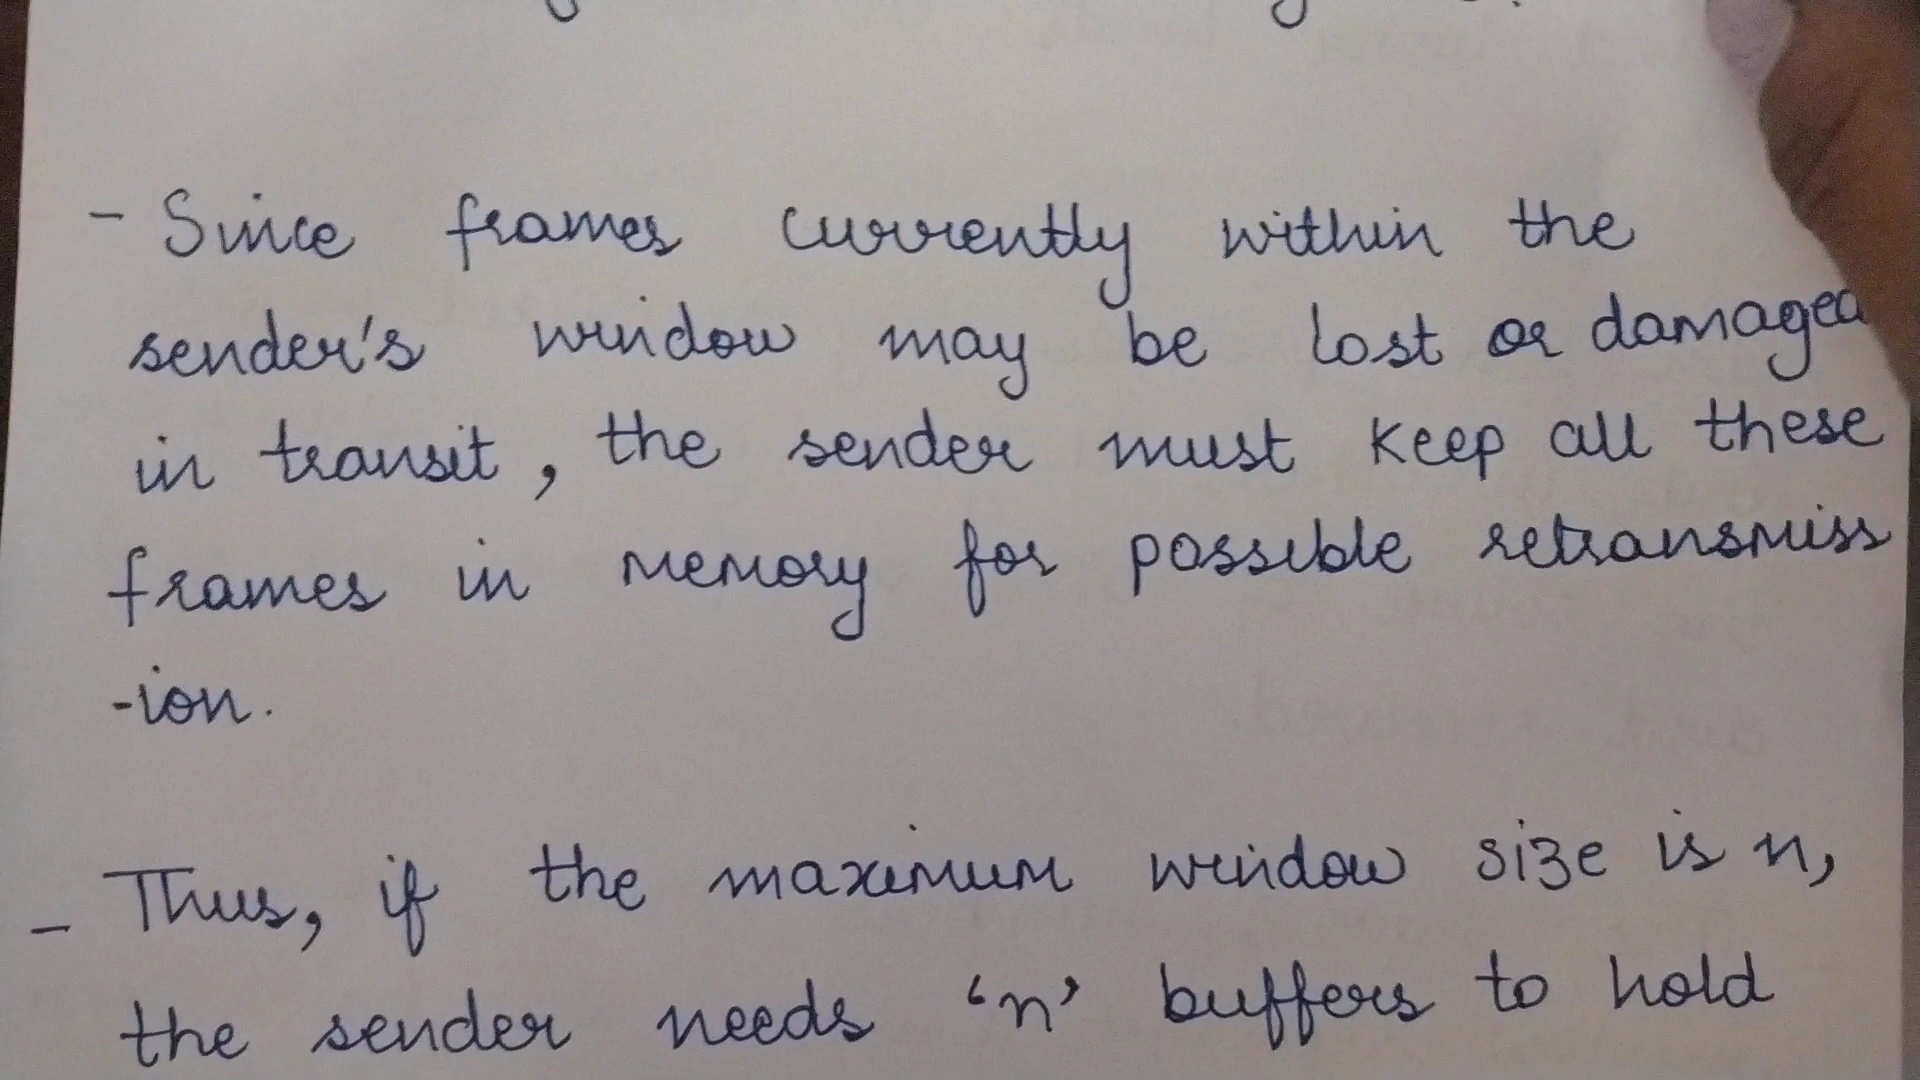 - Since frames currently within the
sender's window may be lost or damaged
in transit, the sender must keep all these
frames in memory for possible retransmiss
-ion.
- Thus, if the maximum window size is n,
the sender needs 'n' buffers to hold